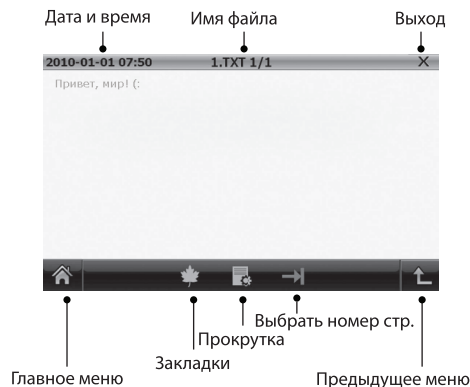 Дата и время Имя файла Выход
2010-01-01 07:50 1.TXT 1/1 X
Привет, мир! (:
Выбрать номер стр.
Прокрутка
Закладки
Главное меню Предыдущее меню